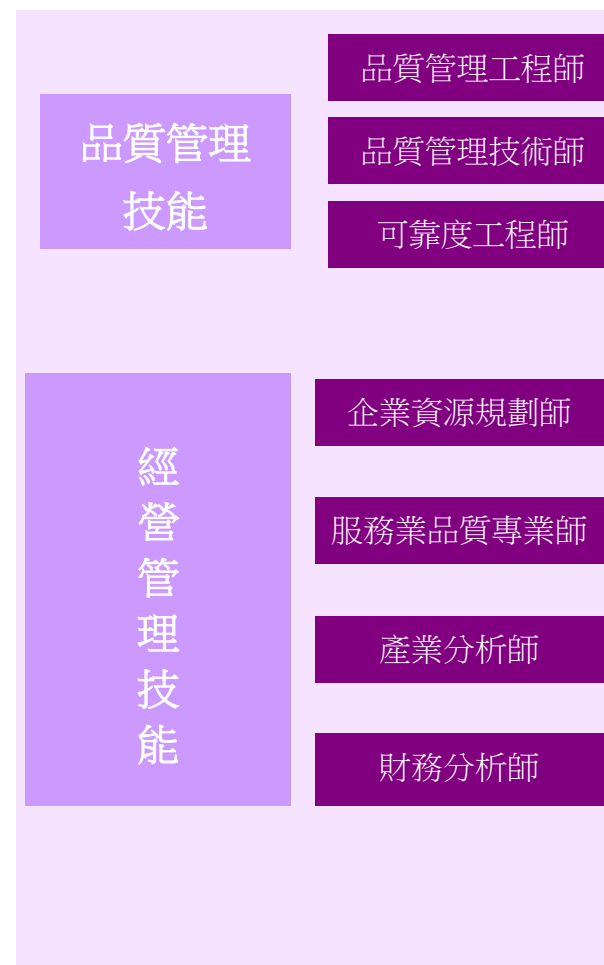 品質管理
技能
品質管理工程師
品質管理技術師
可靠度工程師
經
營
管
理
技
能
企業資源規劃師
服務業品質專業師
產業分析師
財務分析師